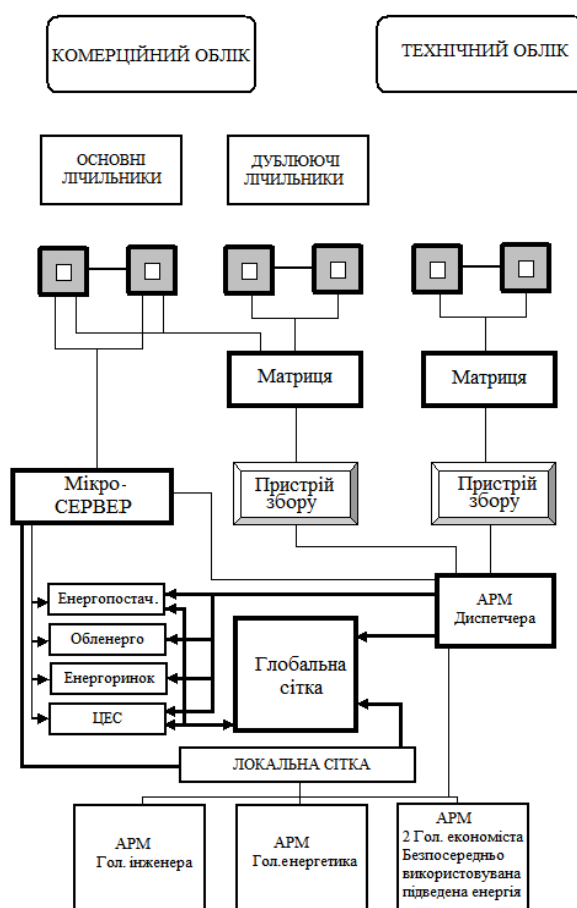 КОМЕРЦІЙНИЙ ОБЛІК
ТЕХНІЧНИЙ ОБЛІК
ОСНОВНІ
ЛІЧИЛЬНИКИ
ДУБЛЮЮЧІ
ЛІЧИЛЬНИКИ
Матриця
Матриця
Мікро-
СЕРВЕР
Пристрій
збору
Пристрій
збору
Енергопостач.
Обленерго
Енергоринок
ЦЕС
Глобальна
сітка
АРМ
Диспетчера
ЛОКАЛЬНА СІТКА
АРМ
Гол. інженера
АРМ
Гол.енергетика
АРМ
2 Гол. економіста
Безпосередньо
використовувана
підведена енергія